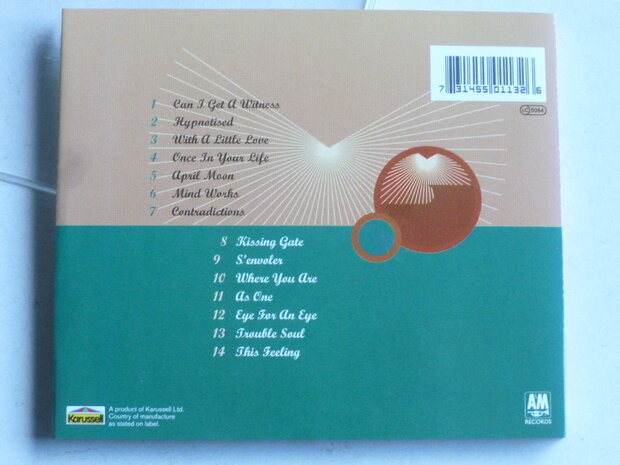 7 31455 01132 6
LC 0064
1 Can I Get A Witness
2 Hypnotised
3 With A Little Love
4 Once In Your Life
5 April Moon
6 Mind Works
7 Contradictions
8 Kissing Gate
9 S'envoler
10 Where You Are
11 As One
12 Eye For An Eye
13 Trouble Soul
14 This Feeling
Karussell
A product of Karussell Ltd.
Country of manufacture
as stated on label.
AM
RECORDS